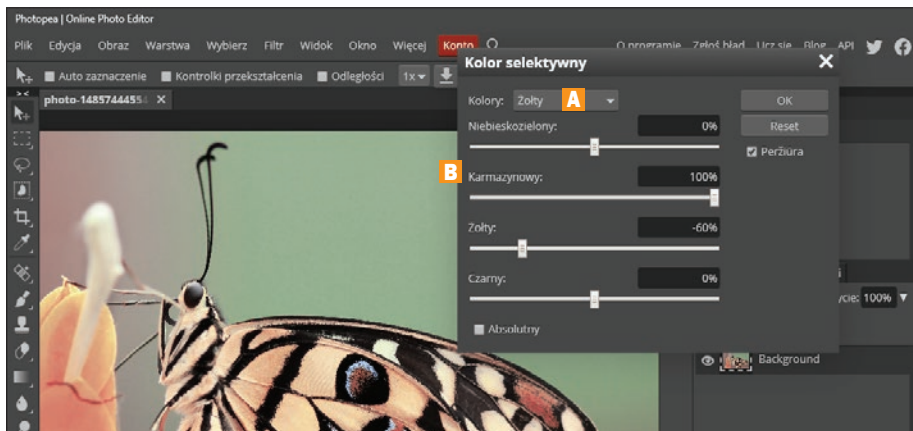 Photopea | Online Photo Editor
Plik Edycja Obraz Warstwa Wybierz Filtr Widok Okno Więcej Konto O programie Zgłoś błąd Ucz się Blog API
Auto zaznaczenie Kontrolki przekształcenia Odległości 1x
photo-1485744455
Kolor selektywny
Kolory: Żółty A OK
Niebieskozielony: 0% Reset
Peržiūra
B Karmazynowy: 100%
Żółty: -60%
Czarny: 0%
100%
Absolutny
Background